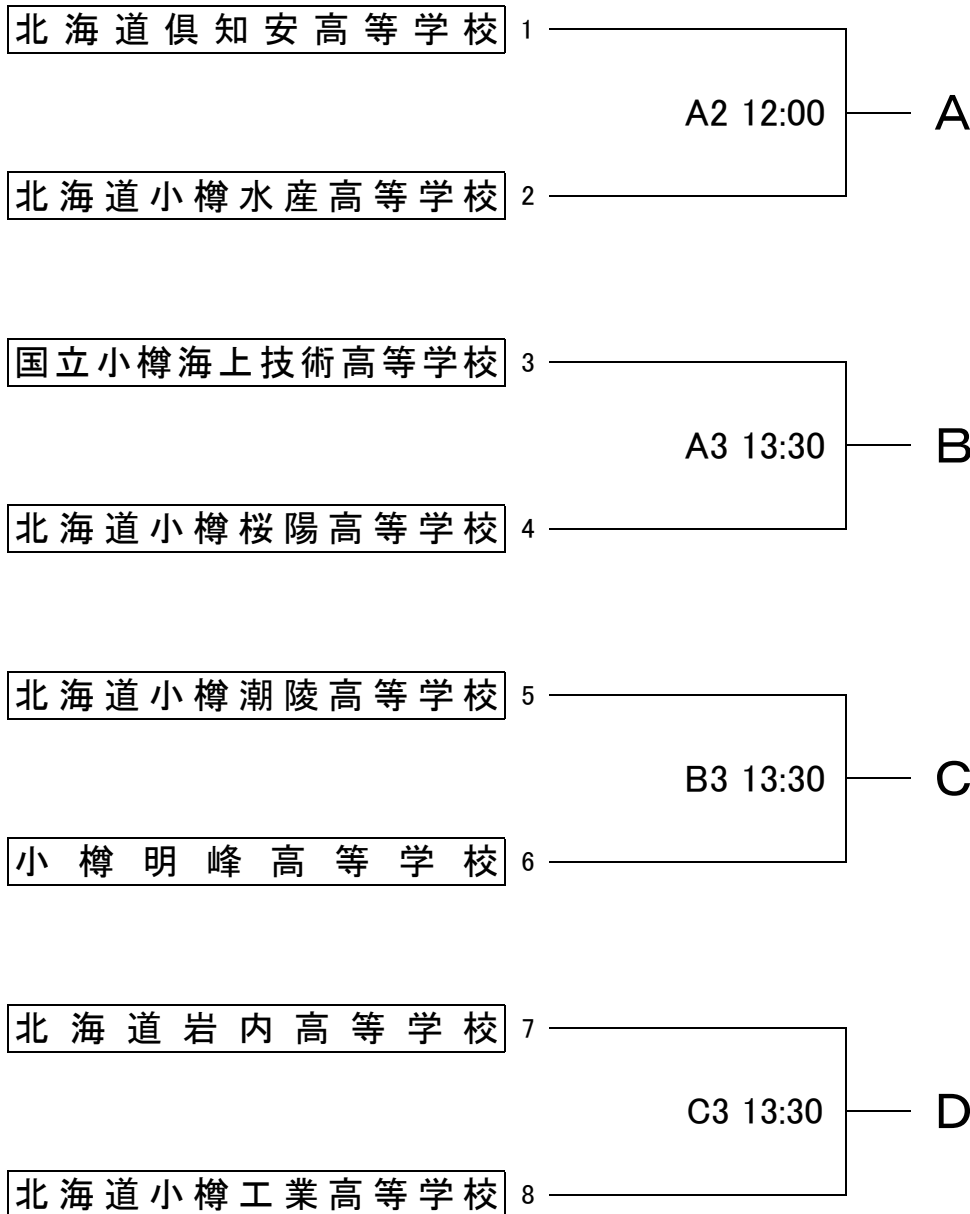 北海道倶知安高等学校 1
A2 12:00 A
北海道小樽水産高等学校 2
国立小樽海上技術高等学校 3
A3 13:30 B
北海道小樽桜陽高等学校 4
北海道小樽潮陵高等学校 5
B3 13:30 C
小樽明峰高等学校 6
北海道岩内高等学校 7
C3 13:30 D
北海道小樽工業高等学校 8